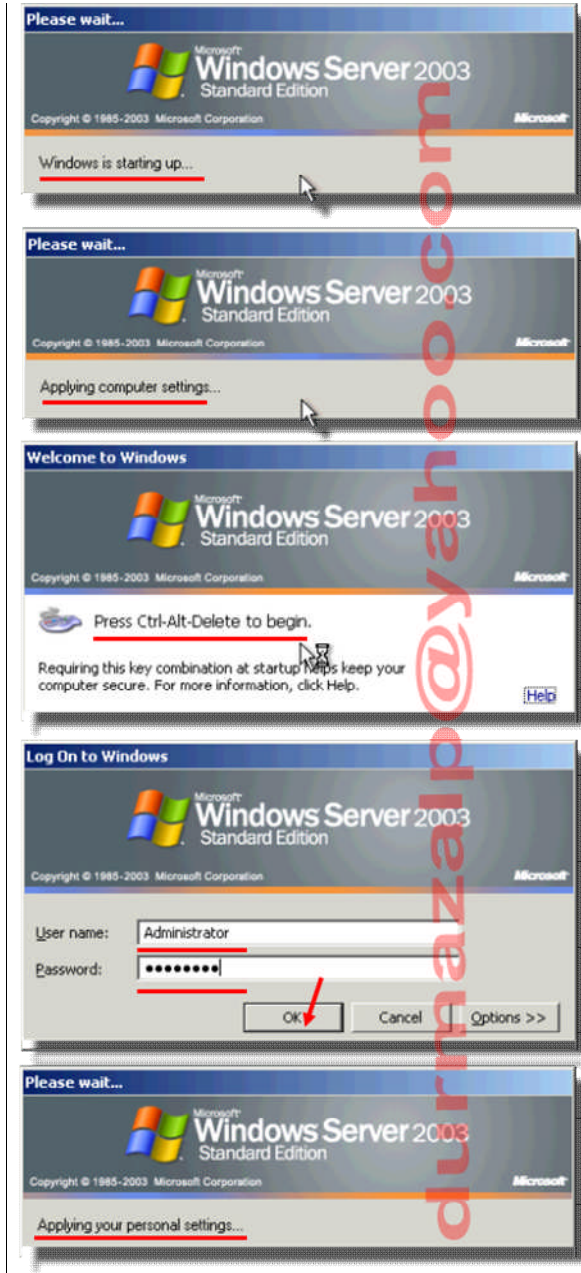 Please wait...
Microsoft
Windows Server 2003
Standard Edition
Copyright © 1985-2003 Microsoft Corporation
Microsoft
Windows is starting up...
Please wait...
Microsoft
Windows Server 2003
Standard Edition
Copyright © 1985-2003 Microsoft Corporation
Microsoft
Applying computer settings...
Welcome to Windows
Microsoft
Windows Server 2003
Standard Edition
Copyright © 1985-2003 Microsoft Corporation
Microsoft
Press Ctrl-Alt-Delete to begin.
Requiring this key combination at startup helps keep your
computer secure. For more information, click Help.
Help
Log On to Windows
Microsoft
Windows Server 2003
Standard Edition
Copyright © 1985-2003 Microsoft Corporation
Microsoft
User name: Administrator
Password: ●●●●●●●●
OK Cancel Options >>
Please wait...
Microsoft
Windows Server 2003
Standard Edition
Copyright © 1985-2003 Microsoft Corporation
Microsoft
Applying your personal settings...
durmazalp@yahoo.com